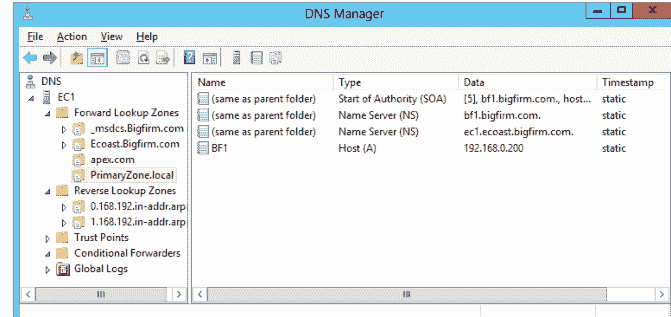 DNS Manager
File Action View Help
DNS
EC1
Forward Lookup Zones
_msdcs.Bigfirm.com
Ecoast.Bigfirm.com
apex.com
PrimaryZone.local
Reverse Lookup Zones
0.168.192.in-addr.arp
1.168.192.in-addr.arp
Trust Points
Conditional Forwarders
Global Logs
Name Type Data Timestamp
(same as parent folder) Start of Authority (SOA) [5], bf1.bigfirm.com., host... static
(same as parent folder) Name Server (NS) bf1.bigfirm.com. static
(same as parent folder) Name Server (NS) ec1.ecoast.bigfirm.com. static
BF1 Host (A) 192.168.0.200 static